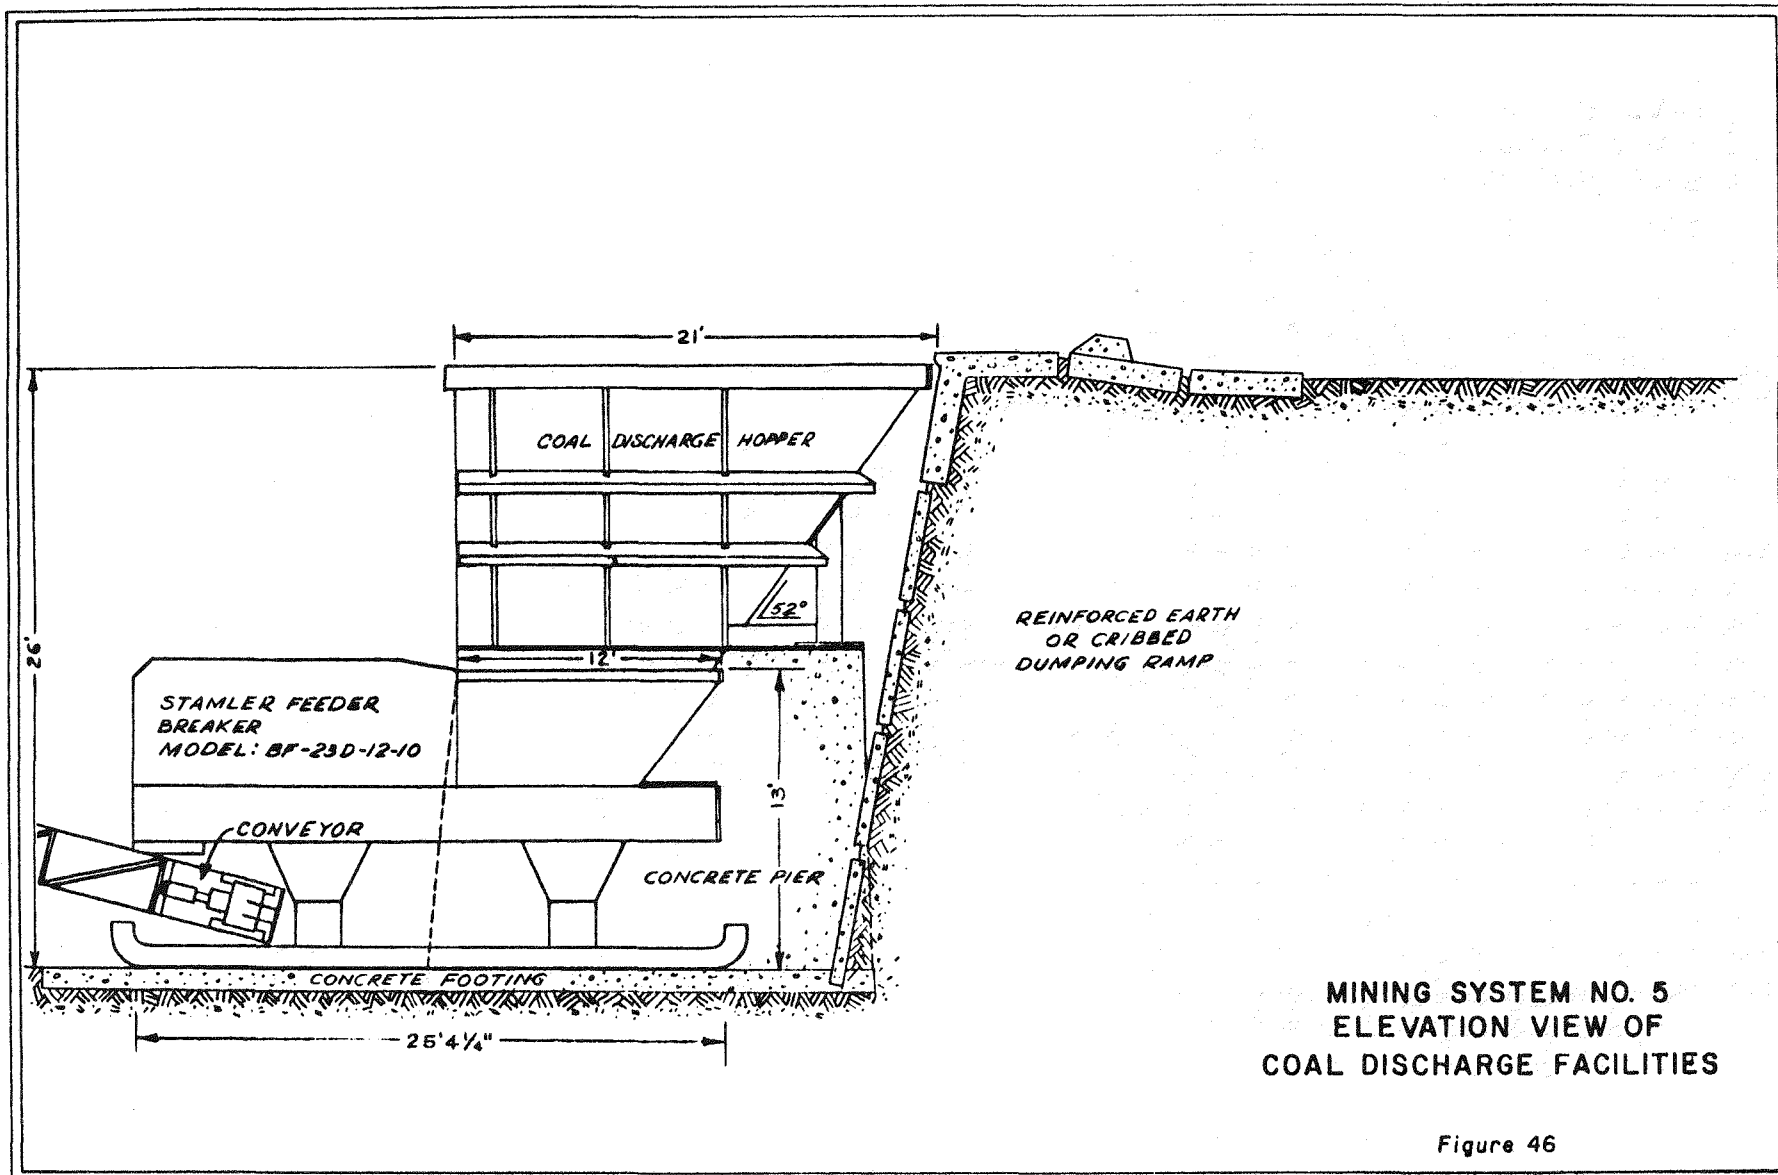 21'
COAL DISCHARGE HOPPER
52°
26'
12'
REINFORCED EARTH
OR CRIBBED
DUMPING RAMP
STAMLER FEEDER
BREAKER
MODEL: BF-23D-12-10
13'
CONVEYOR
CONCRETE PIER
CONCRETE FOOTING
25'4¼"
MINING SYSTEM NO. 5
ELEVATION VIEW OF
COAL DISCHARGE FACILITIES
Figure 46